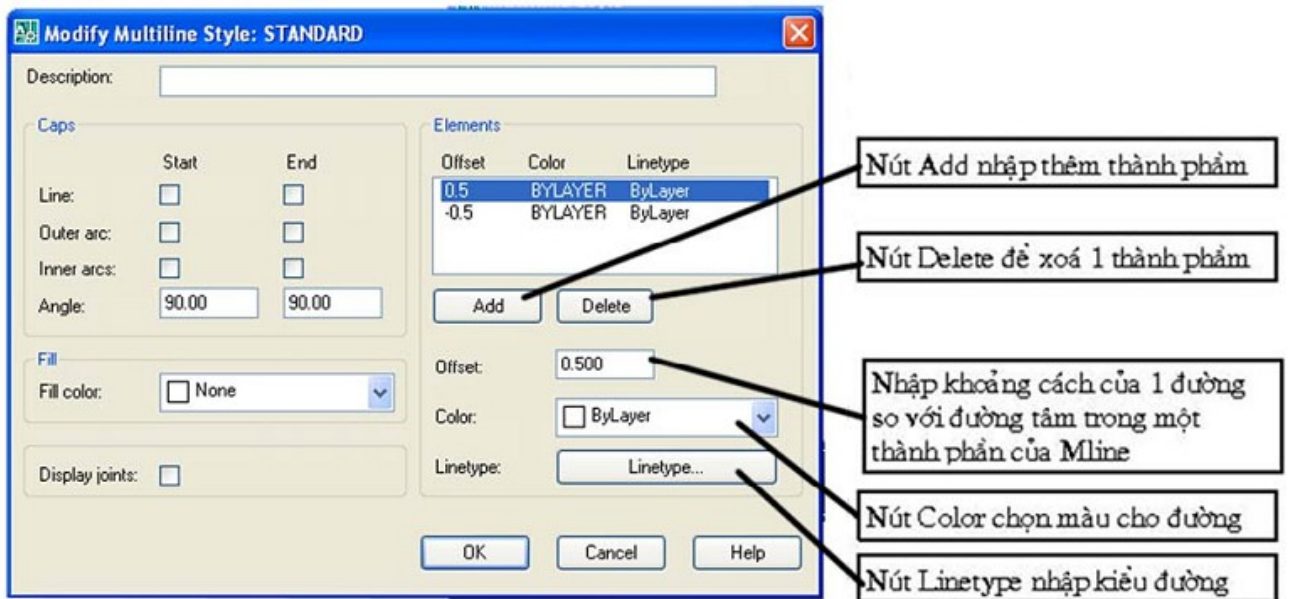 Modify Multiline Style: STANDARD
Description:
Caps
Start End
Line:
Outer arc:
Inner arcs:
Angle: 90.00 90.00
Fill
Fill color: None
Display joints:
Elements
Offset Color Linetype
0.5 BYLAYER ByLayer
-0.5 BYLAYER ByLayer
Add Delete
Offset: 0.500
Color: ByLayer
Linetype: Linetype...
OK Cancel Help
Nút Add nhập thêm thành phẩm
Nút Delete để xoá 1 thành phẩm
Nhập khoảng cách của 1 đường
so với đường tâm trong một
thành phần của Mline
Nút Color chọn màu cho đường
Nút Linetype nhập kiểu đường